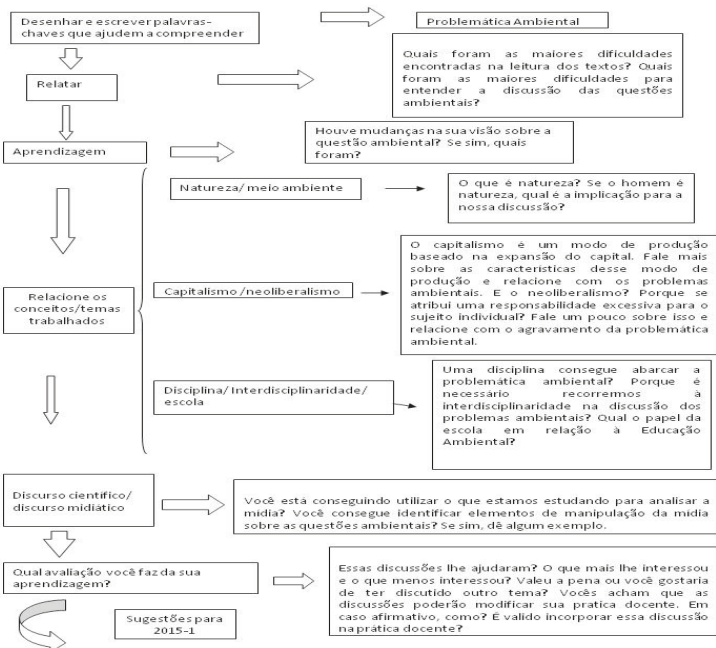 Desenhar e escrever palavras-
chaves que ajudem a compreender
Problemática Ambiental
Relatar
Quais foram as maiores dificuldades
encontradas na leitura dos textos? Quais
foram as maiores dificuldades para
entender a discussão das questões
ambientais?
Aprendizagem
Houve mudanças na sua visão sobre a
questão ambiental? Se sim, quais
foram?
Relacione os
conceitos/temas
trabalhados
Natureza/ meio ambiente
O que é natureza? Se o homem é
natureza, qual é a implicação para a
nossa discussão?
Capitalismo /neoliberalismo
O capitalismo é um modo de produção
baseado na expansão do capital. Fale mais
sobre as características desse modo de
produção e relacione com os problemas
ambientais. E o neoliberalismo? Porque se
atribui uma responsabilidade excessiva para o
sujeito individual? Fale um pouco sobre isso e
relacione com o agravamento da problemática
ambiental.
Disciplina/ Interdisciplinaridade/
escola
Uma disciplina consegue abarcar a
problemática ambiental? Porque é
necessário recorrermos à
interdisciplinaridade na discussão dos
problemas ambientais? Qual o papel da
escola em relação à Educação
Ambiental?
Discurso científico/
discurso midiático
Você está conseguindo utilizar o que estamos estudando para analisar a
mídia? Você consegue identificar elementos de manipulação da mídia
sobre as questões ambientais? Se sim, dê algum exemplo.
Qual avaliação você faz da sua
aprendizagem?
Essas discussões lhe ajudaram? O que mais lhe interessou
e o que menos interessou? Valeu a pena ou você gostaria
de ter discutido outro tema? Vocês acham que as
discussões poderão modificar sua pratica docente. Em
caso afirmativo, como? É valido incorporar essa discussão
na prática docente?
Sugestões para
2015-1